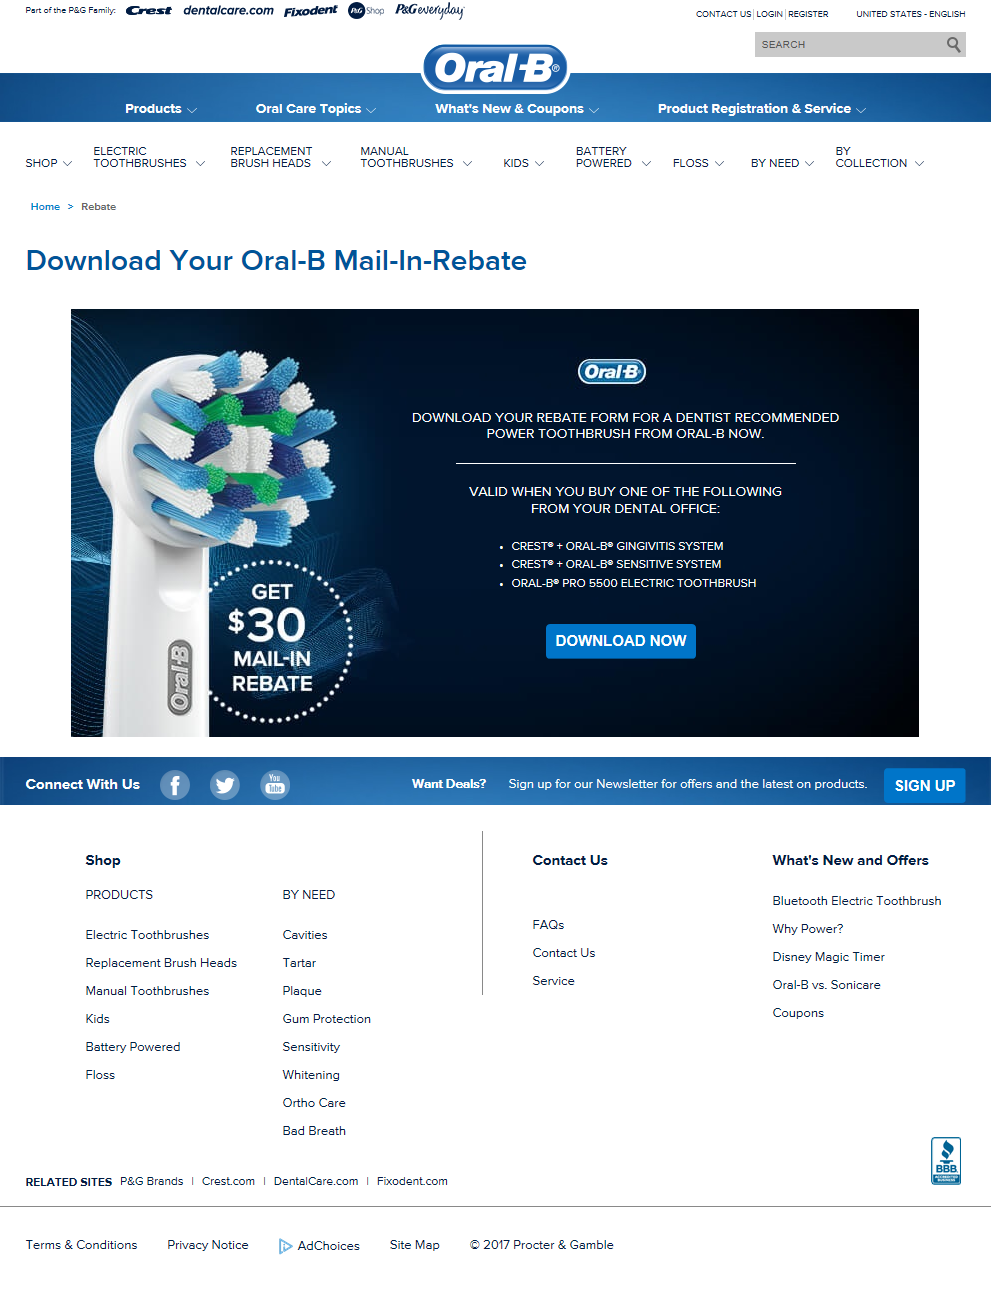 Part of the P&G Family: Crest dentalcare.com Fixodent P&G Shop P&G everyday
CONTACT US | LOGIN | REGISTER UNITED STATES - ENGLISH
SEARCH
Oral-B®
Products Oral Care Topics What's New & Coupons Product Registration & Service
SHOP ELECTRIC TOOTHBRUSHES REPLACEMENT BRUSH HEADS MANUAL TOOTHBRUSHES KIDS BATTERY POWERED FLOSS BY NEED BY COLLECTION
Home > Rebate
Download Your Oral-B Mail-In-Rebate
Oral-B
DOWNLOAD YOUR REBATE FORM FOR A DENTIST RECOMMENDED
POWER TOOTHBRUSH FROM ORAL-B NOW.
VALID WHEN YOU BUY ONE OF THE FOLLOWING
FROM YOUR DENTAL OFFICE:
• CREST® + ORAL-B® GINGIVITIS SYSTEM
• CREST® + ORAL-B® SENSITIVE SYSTEM
• ORAL-B® PRO 5500 ELECTRIC TOOTHBRUSH
DOWNLOAD NOW
GET
$30
MAIL-IN
REBATE
Oral-B
Connect With Us You Tube Want Deals? Sign up for our Newsletter for offers and the latest on products. SIGN UP
Shop
PRODUCTS
Electric Toothbrushes
Replacement Brush Heads
Manual Toothbrushes
Kids
Battery Powered
Floss
BY NEED
Cavities
Tartar
Plaque
Gum Protection
Sensitivity
Whitening
Ortho Care
Bad Breath
Contact Us
FAQs
Contact Us
Service
What's New and Offers
Bluetooth Electric Toothbrush
Why Power?
Disney Magic Timer
Oral-B vs. Sonicare
Coupons
BBB
ACCREDITED
BUSINESS
RELATED SITES P&G Brands | Crest.com | DentalCare.com | Fixodent.com
Terms & Conditions Privacy Notice AdChoices Site Map © 2017 Procter & Gamble